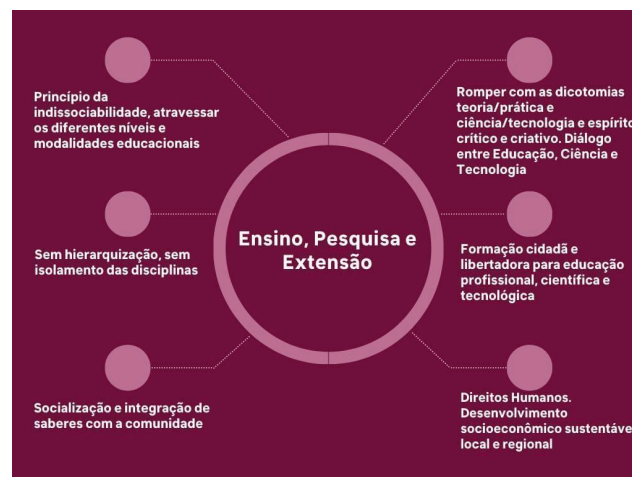 Princípio da
indissociabilidade, atravessar
os diferentes níveis e
modalidades educacionais
Sem hierarquização, sem
isolamento das disciplinas
Socialização e integração de
saberes com a comunidade
Ensino, Pesquisa e
Extensão
Romper com as dicotomias
teoria/prática e
ciência/tecnologia e espírito
crítico e criativo. Diálogo
entre Educação, Ciência e
Tecnologia
Formação cidadã e
libertadora para educação
profissional, científica e
tecnológica
Direitos Humanos.
Desenvolvimento
socioeconômico sustentáve
local e regional